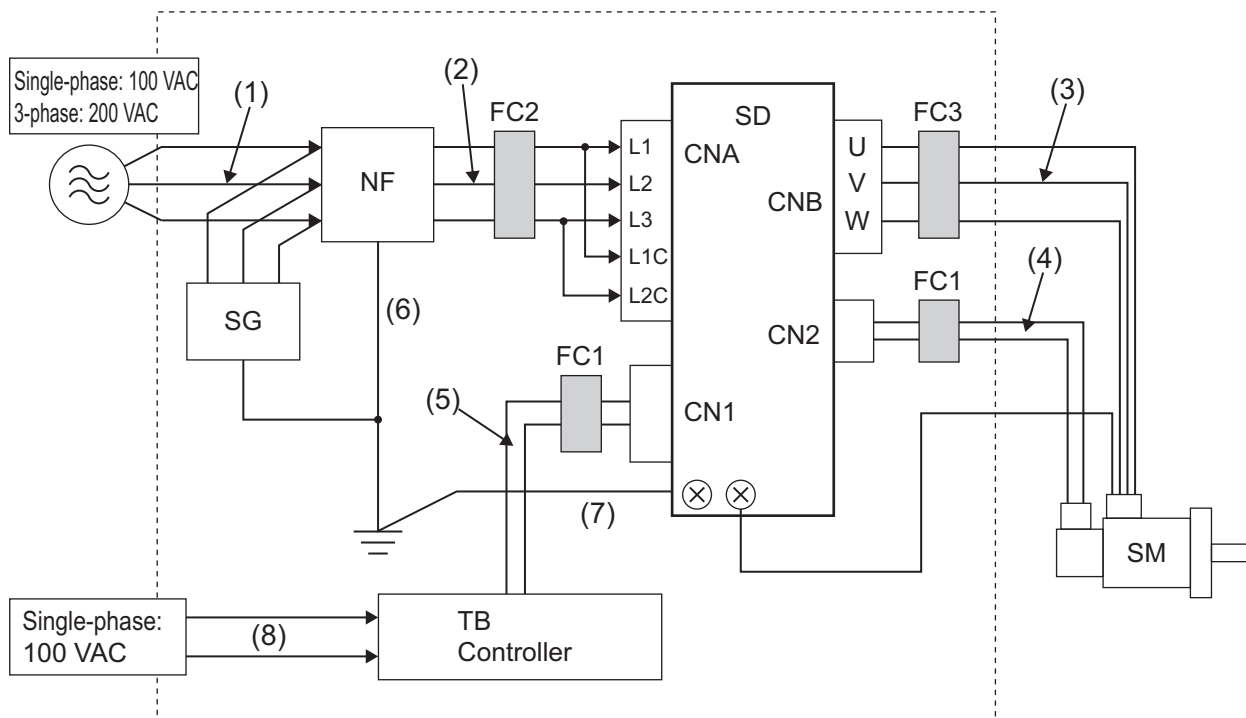 Single-phase: 100 VAC
3-phase: 200 VAC
(1)
(2)
(3)
(4)
(5)
(6)
(7)
(8)
NF
SG
FC2
L1
L2
L3
L1C
L2C
SD
CNA
CNB
CN2
CN1
U
V
W
FC3
FC1
FC1
SM
Single-phase:
100 VAC
TB
Controller